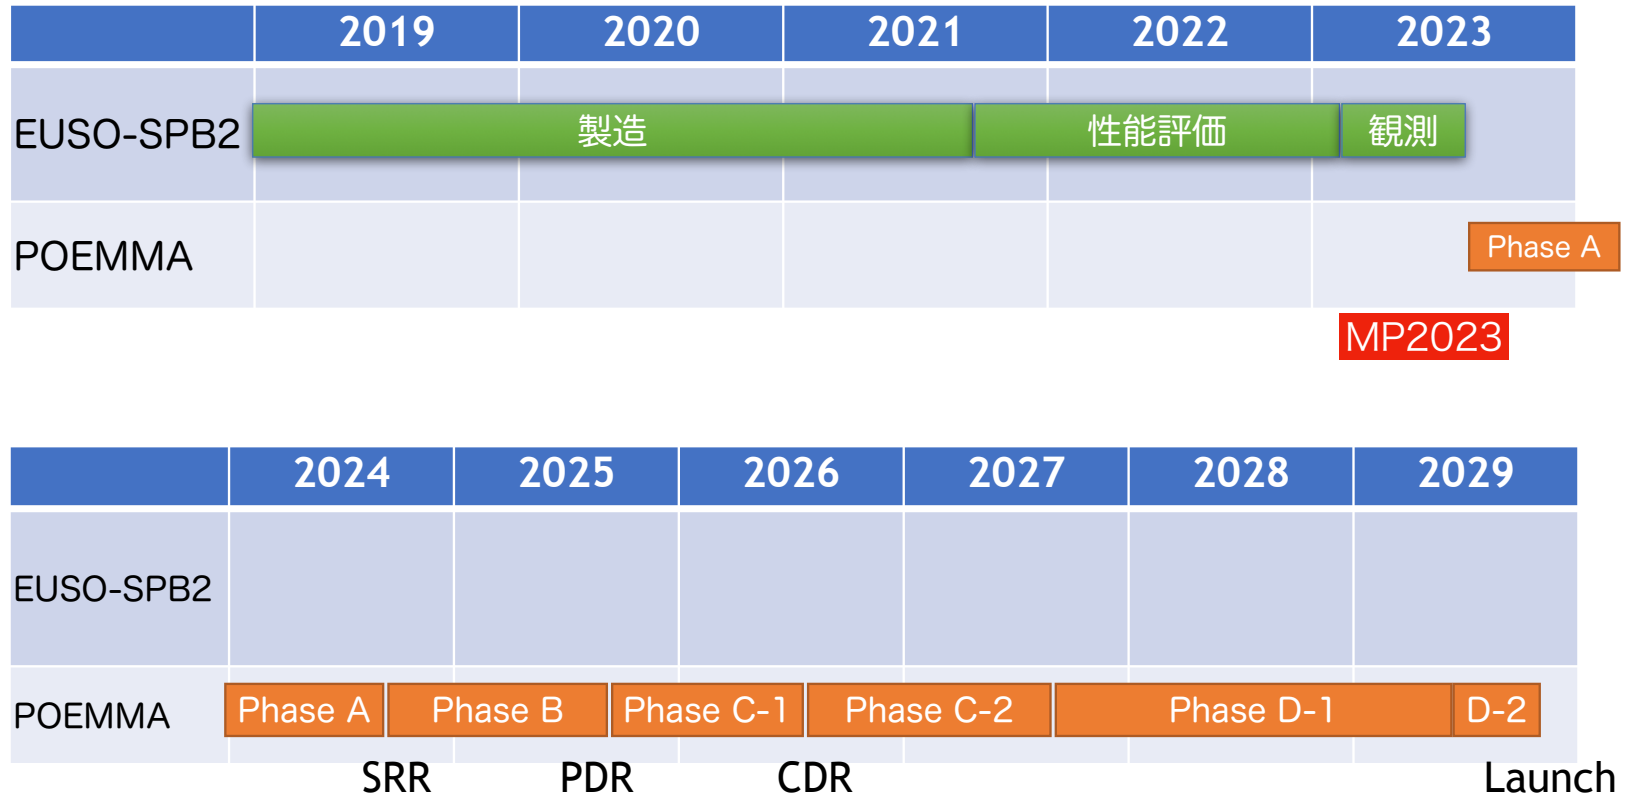 2019 2020 2021 2022 2023
EUSO-SPB2 製造 性能評価 観測
POEMMA Phase A
MP2023
2024 2025 2026 2027 2028 2029
EUSO-SPB2
POEMMA Phase A Phase B Phase C-1 Phase C-2 Phase D-1 D-2
SRR PDR CDR Launch